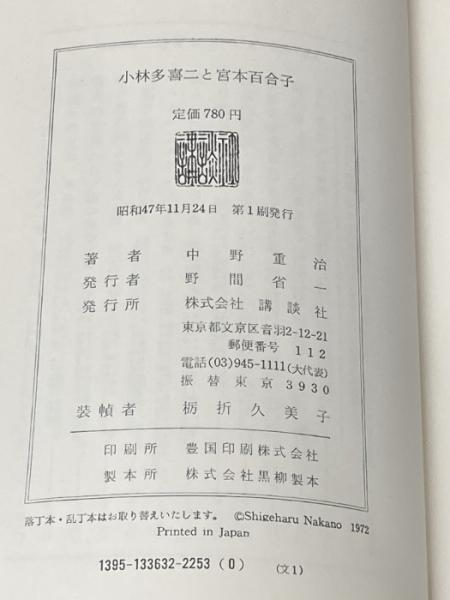 小林多喜二と宮本百合子
定価780円
講談社
昭和47年11月24日 第1刷発行
著者 中野重治
発行者 野間省一
発行所 株式会社 講談社
東京都文京区音羽2-12-21
郵便番号 112
電話(03)945-1111(大代表)
振替東京 3930
装幀者 栃折久美子
印刷所 豊国印刷株式会社
製本所 株式会社黒柳製本
落丁本・乱丁本はお取り替えいたします。 ©Shigeharu Nakano 1972
Printed in Japan
1395-133632-2253 (0) (文1)